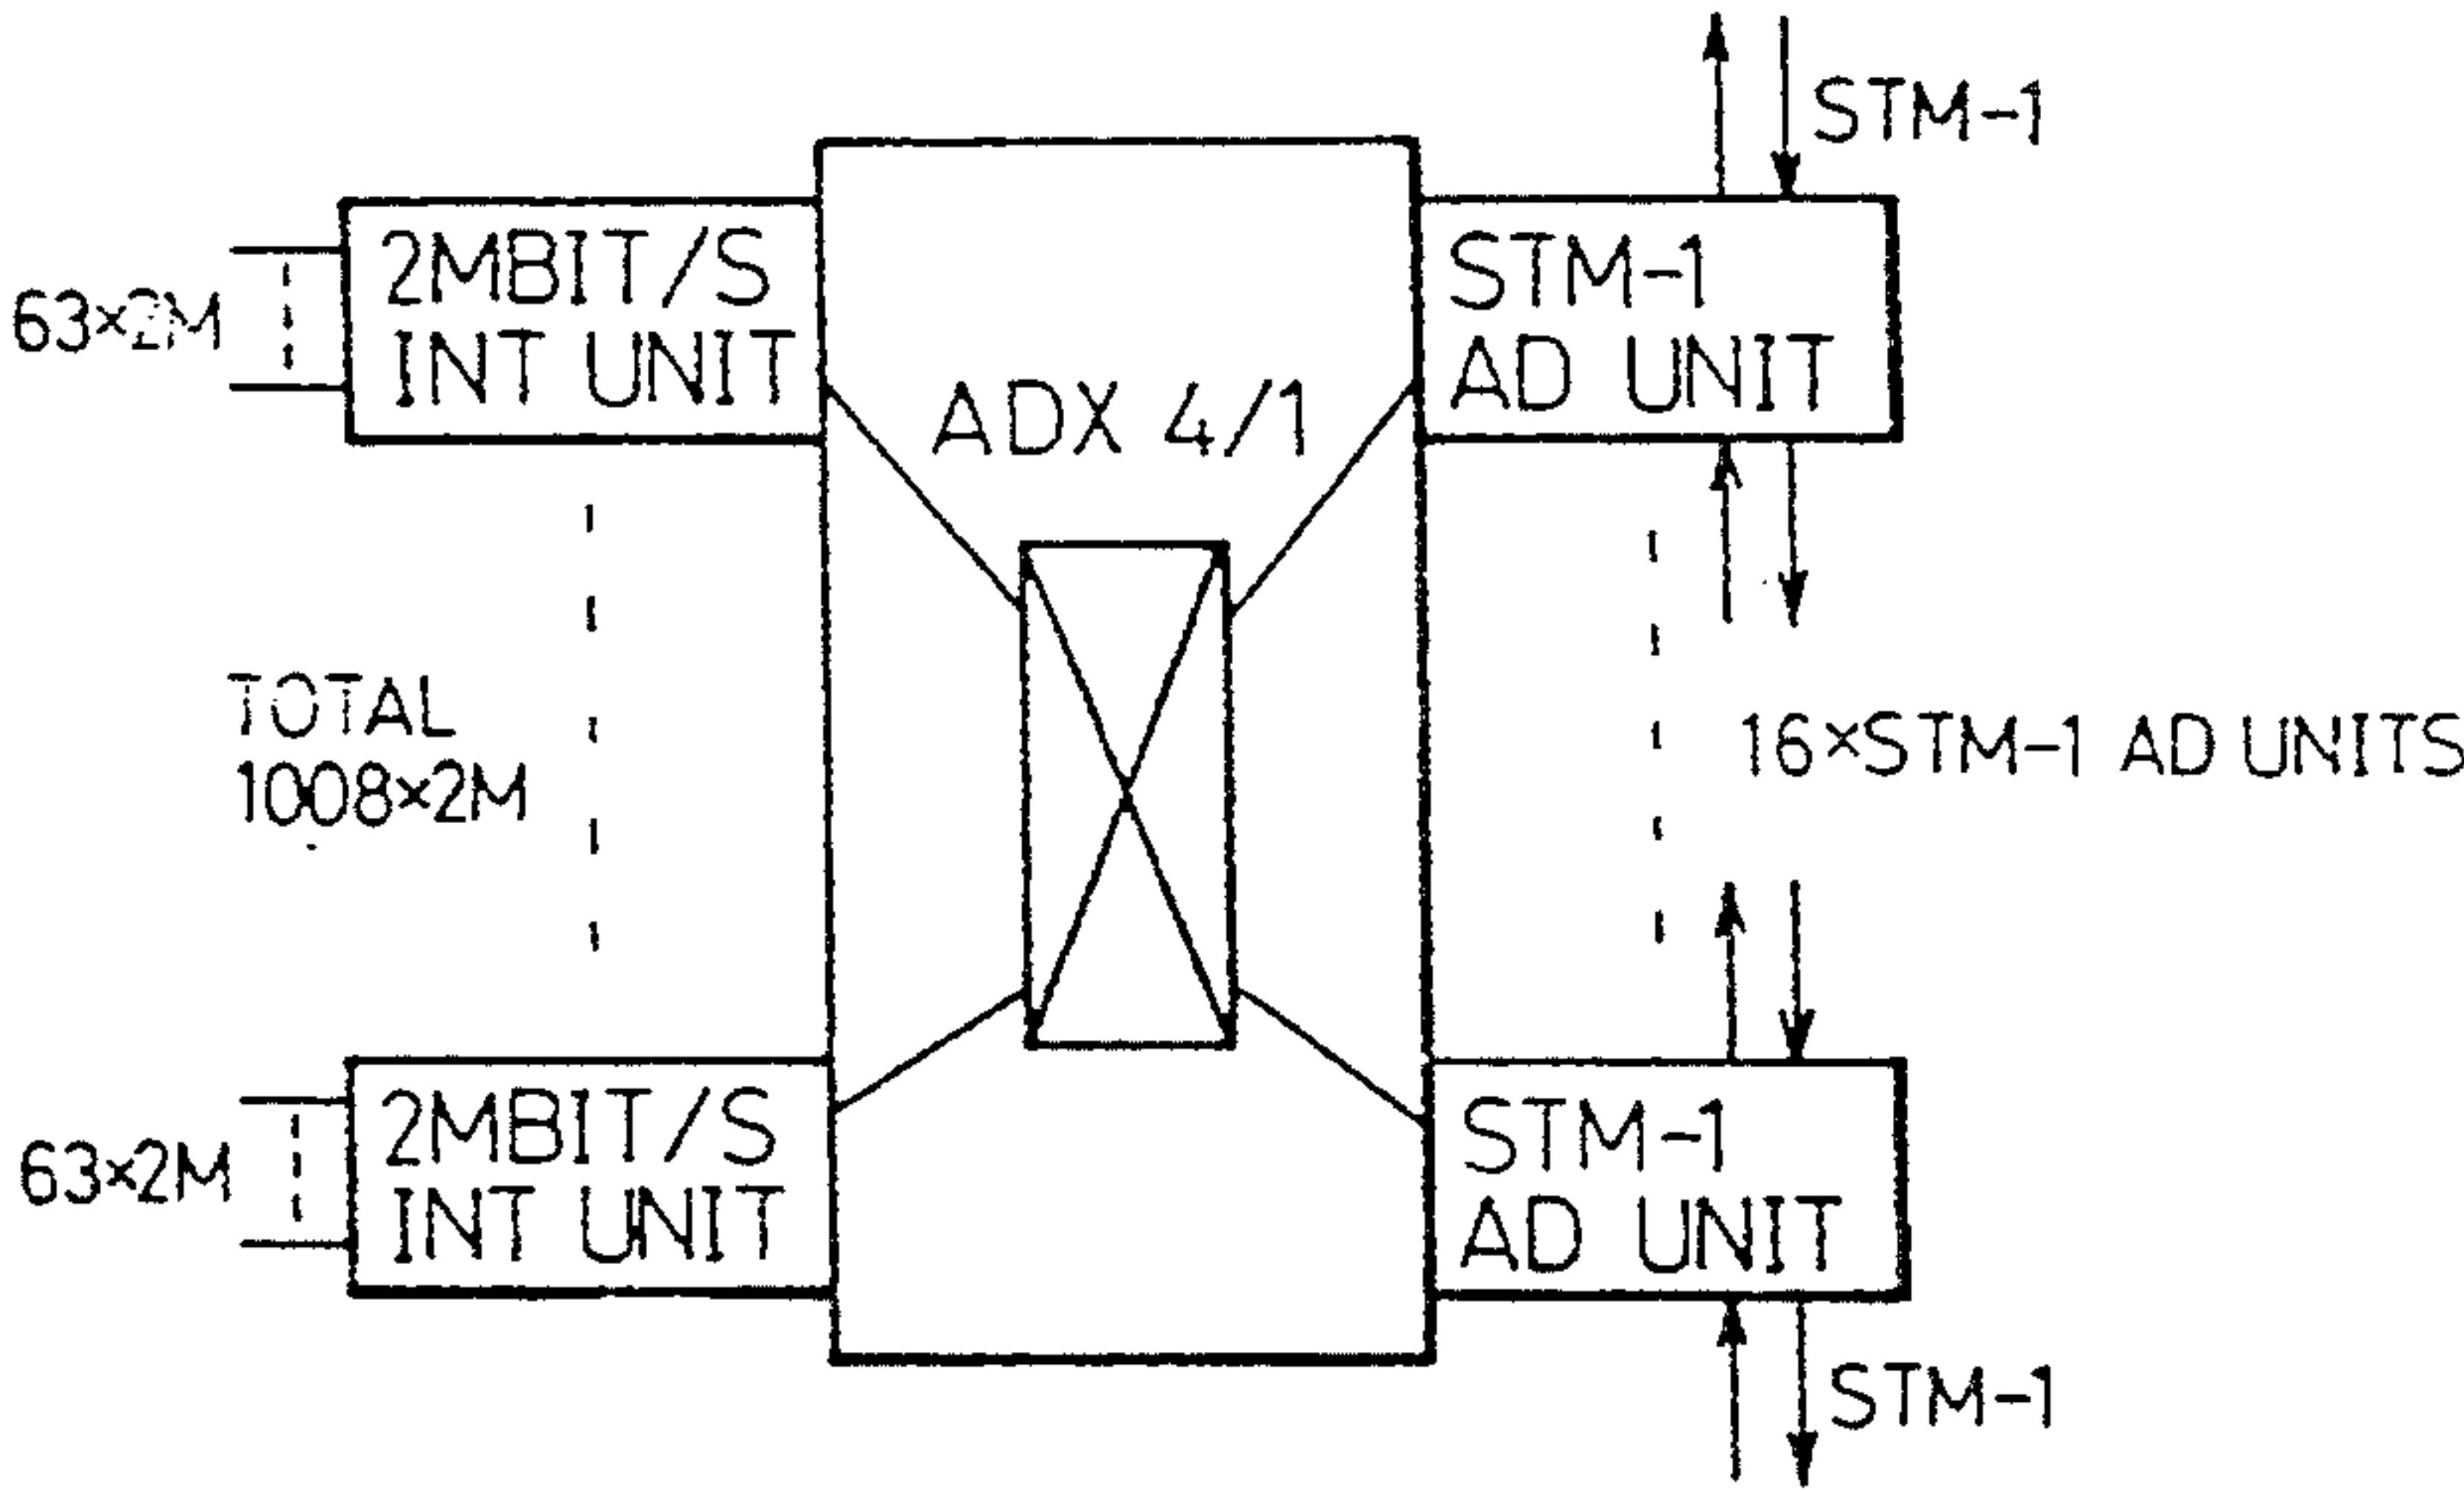 STM-1
2MBIT/S
INT UNIT
63×2M
ADX 4/1
STM-1
AD UNIT
TOTAL
1008×2M
16×STM-1 AD UNITS
2MBIT/S
INT UNIT
63×2M
STM-1
AD UNIT
STM-1